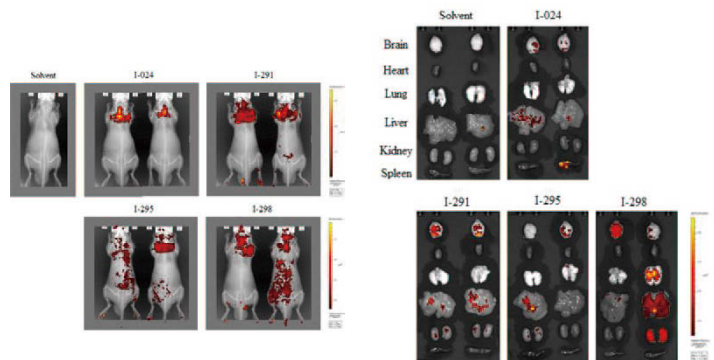 Solvent
I-024
I-291
I-295
I-298
Solvent
I-024
Brain
Heart
Lung
Liver
Kidney
Spleen
I-291
I-295
I-298